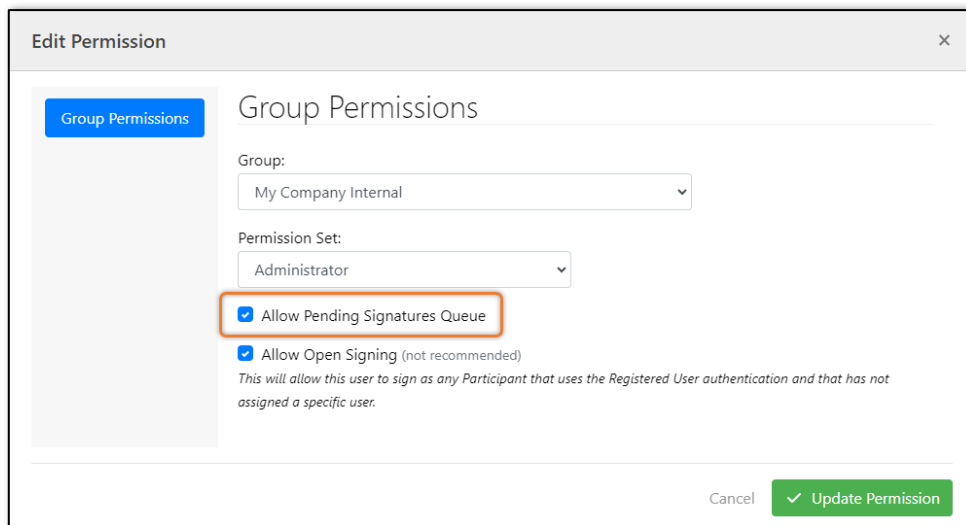 Edit Permission
×
Group Permissions
Group Permissions
Group:
My Company Internal
Permission Set:
Administrator
Allow Pending Signatures Queue
Allow Open Signing (not recommended)
This will allow this user to sign as any Participant that uses the Registered User authentication and that has not
assigned a specific user.
Cancel
Update Permission